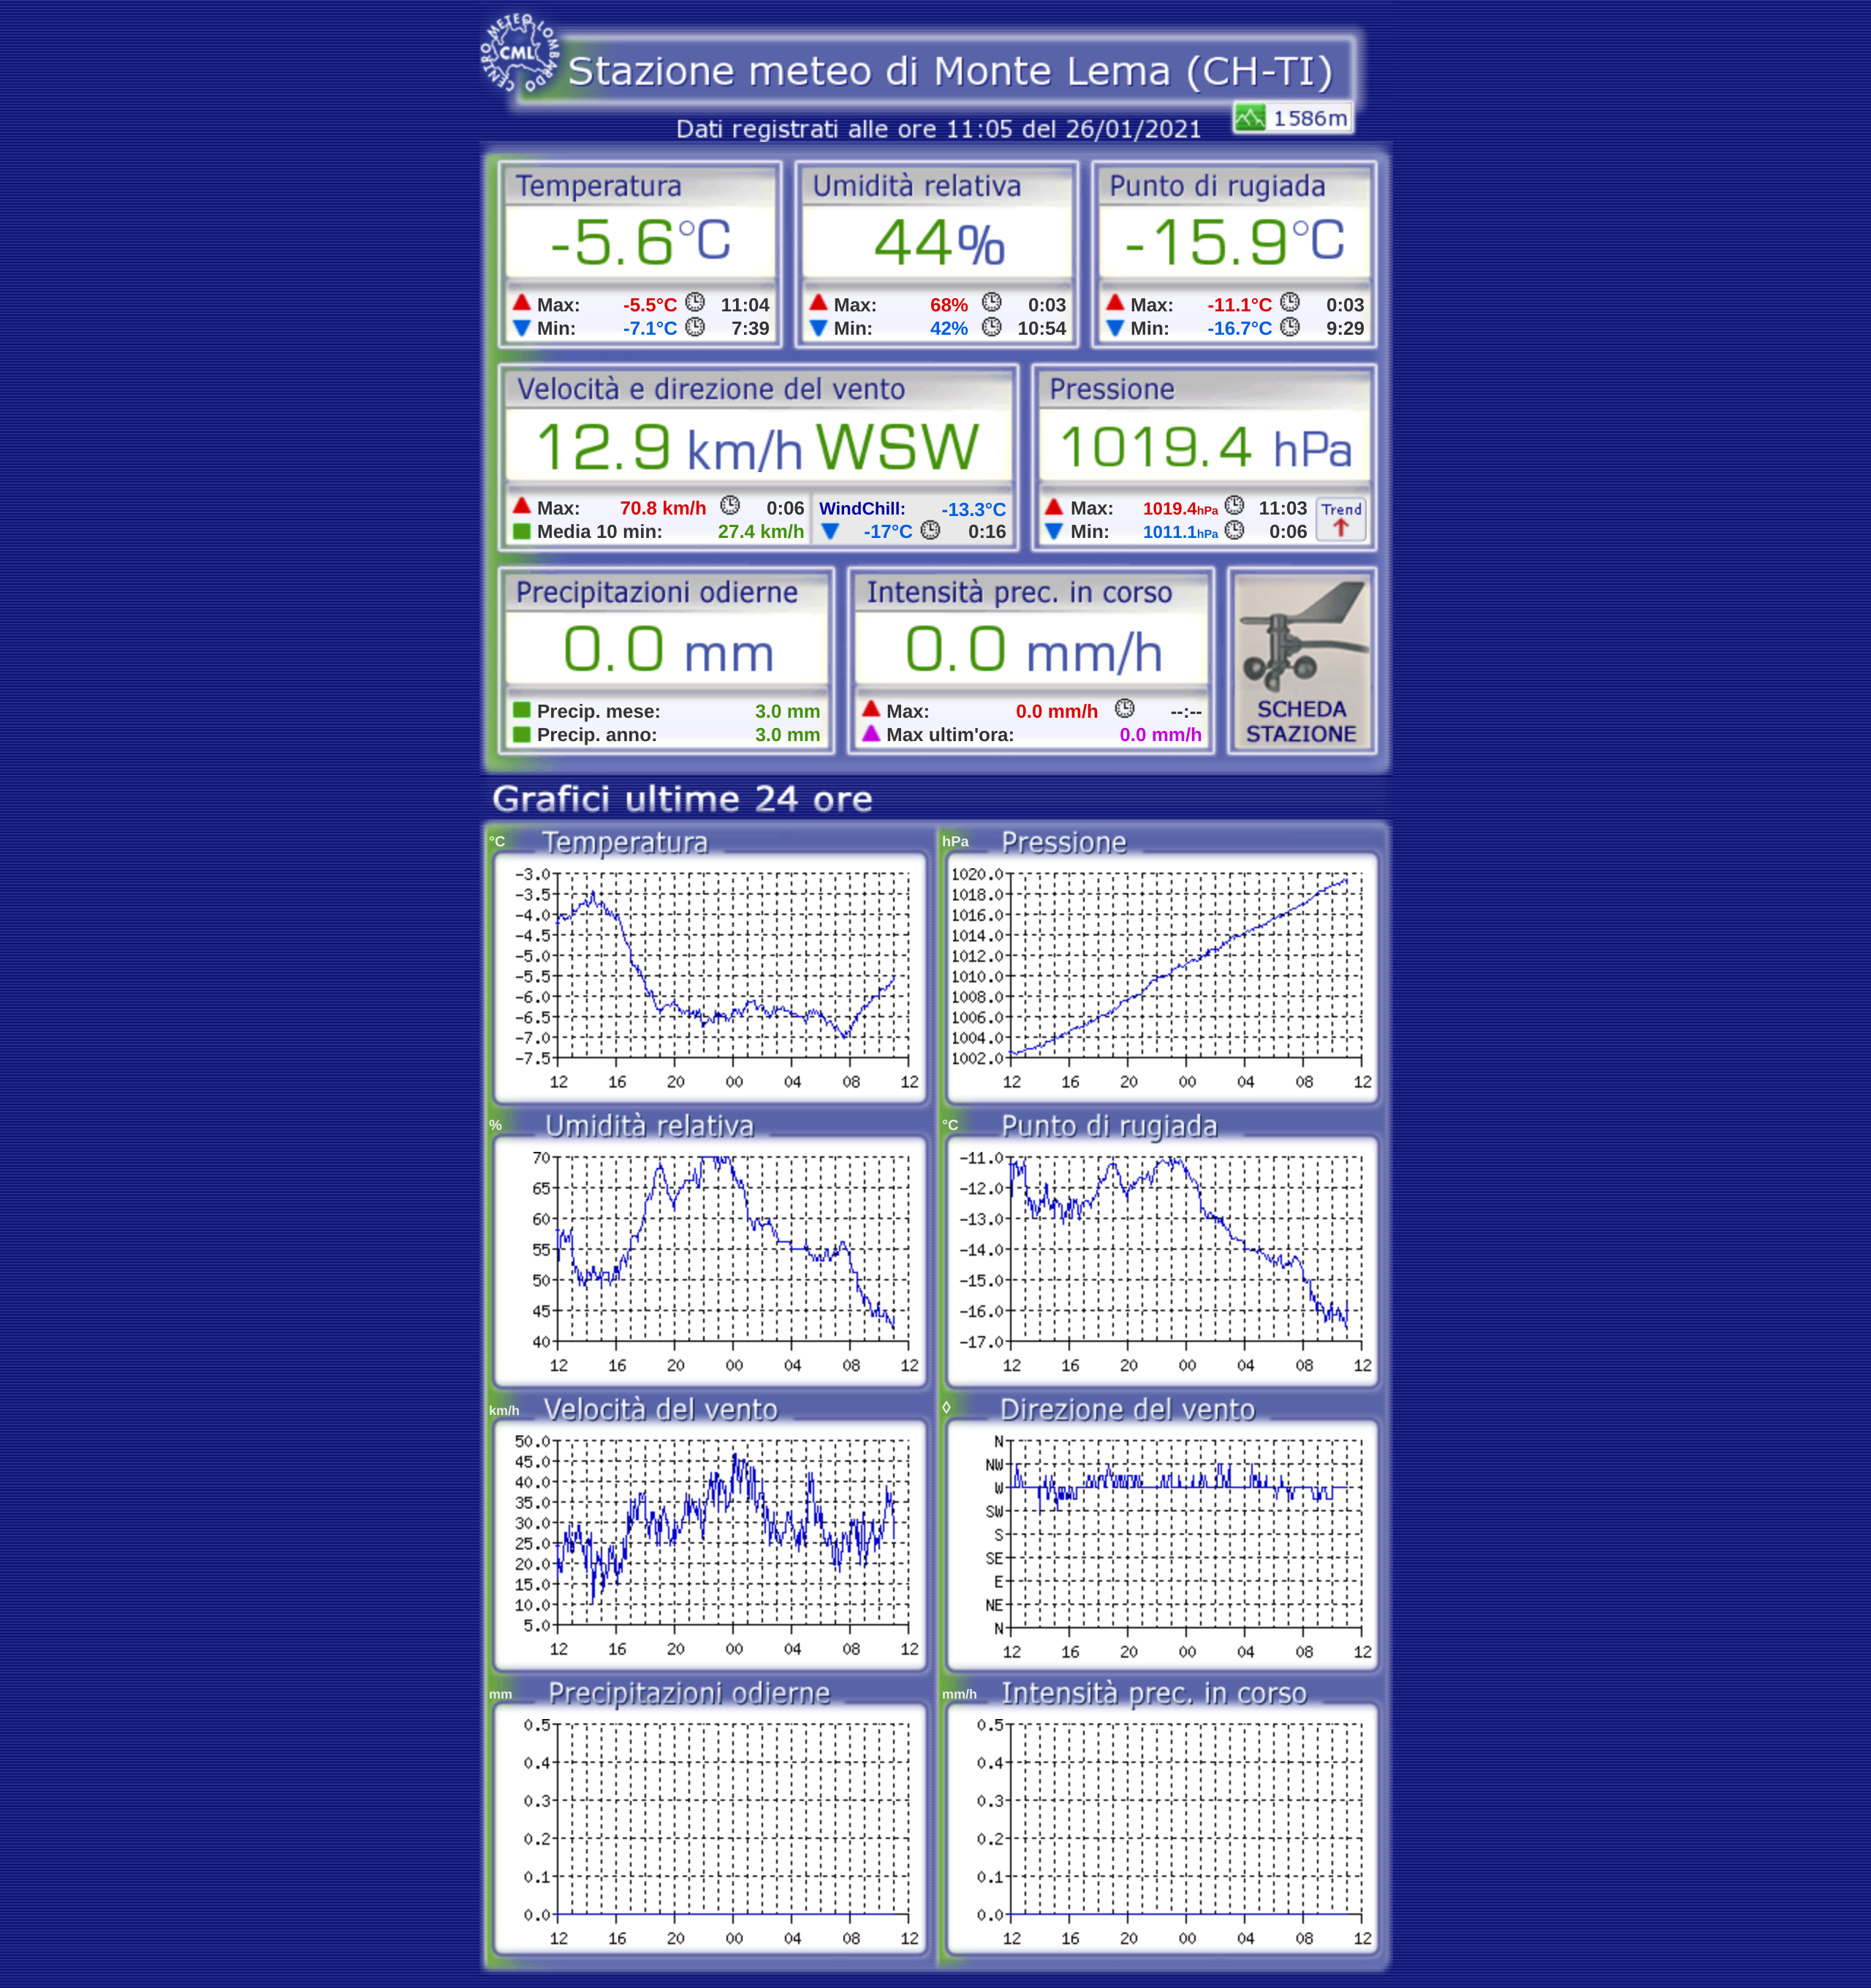 CENTRO METEO LOMBARDO
CML
Stazione meteo di Monte Lema (CH-TI)
1586m
Dati registrati alle ore 11:05 del 26/01/2021
Temperatura
-5.6°C
Max: -5.5°C 11:04
Min: -7.1°C 7:39
Umidità relativa
44%
Max: 68% 0:03
Min: 42% 10:54
Punto di rugiada
-15.9°C
Max: -11.1°C 0:03
Min: -16.7°C 9:29
Velocità e direzione del vento
12.9 km/h WSW
Max: 70.8 km/h 0:06
Media 10 min: 27.4 km/h
WindChill: -13.3°C
-17°C 0:16
Pressione
1019.4 hPa
Max: 1019.4hPa 11:03
Min: 1011.1hPa 0:06
Trend
Precipitazioni odierne
0.0 mm
Precip. mese: 3.0 mm
Precip. anno: 3.0 mm
Intensità prec. in corso
0.0 mm/h
Max: 0.0 mm/h --:--
Max ultim'ora: 0.0 mm/h
SCHEDA
STAZIONE
Grafici ultime 24 ore
°C Temperatura
-3.0
-3.5
-4.0
-4.5
-5.0
-5.5
-6.0
-6.5
-7.0
-7.5
12 16 20 00 04 08 12
hPa Pressione
1020.0
1018.0
1016.0
1014.0
1012.0
1010.0
1008.0
1006.0
1004.0
1002.0
12 16 20 00 04 08 12
% Umidità relativa
70
65
60
55
50
45
40
12 16 20 00 04 08 12
°C Punto di rugiada
-11.0
-12.0
-13.0
-14.0
-15.0
-16.0
-17.0
12 16 20 00 04 08 12
km/h Velocità del vento
50.0
45.0
40.0
35.0
30.0
25.0
20.0
15.0
10.0
5.0
12 16 20 00 04 08 12
◊ Direzione del vento
N
NW
W
SW
S
SE
E
NE
N
12 16 20 00 04 08 12
mm Precipitazioni odierne
0.5
0.4
0.3
0.2
0.1
0.0
12 16 20 00 04 08 12
mm/h Intensità prec. in corso
0.5
0.4
0.3
0.2
0.1
0.0
12 16 20 00 04 08 12